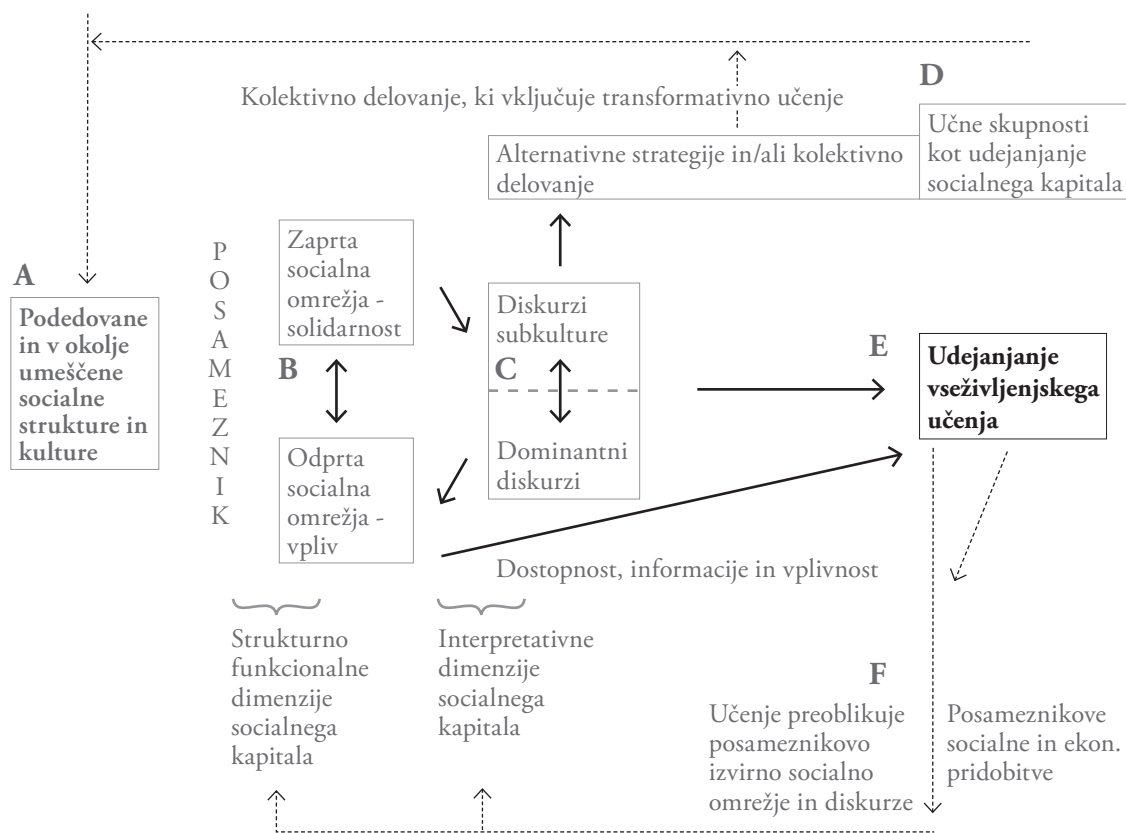 D
Kolektivno delovanje, ki vključuje transformativno učenje
Učne skupnosti
kot udejanjanje
socialnega kapitala
Alternativne strategije in/ali kolektivno
delovanje
A
Podedovane
in v okolje
umeščene
socialne
strukture in
kulture
P
O
S
A
M
E
Z
N
I
K
Zaprta
socialna
omrežja -
solidarnost
B
Odprta
socialna
omrežja -
vpliv
Diskurzi
subkulture
C
Dominantni
diskurzi
E
Udejanjanje
vseživljenjskega
učenja
Dostopnost, informacije in vplivnost
Strukturno
funkcionalne
dimenzije
socialnega
kapitala
Interpretativne
dimenzije
socialnega
kapitala
F
Učenje preoblikuje
posameznikovo
izvirno socialno
omrežje in diskurze
Posameznikove
socialne in ekon.
pridobitve